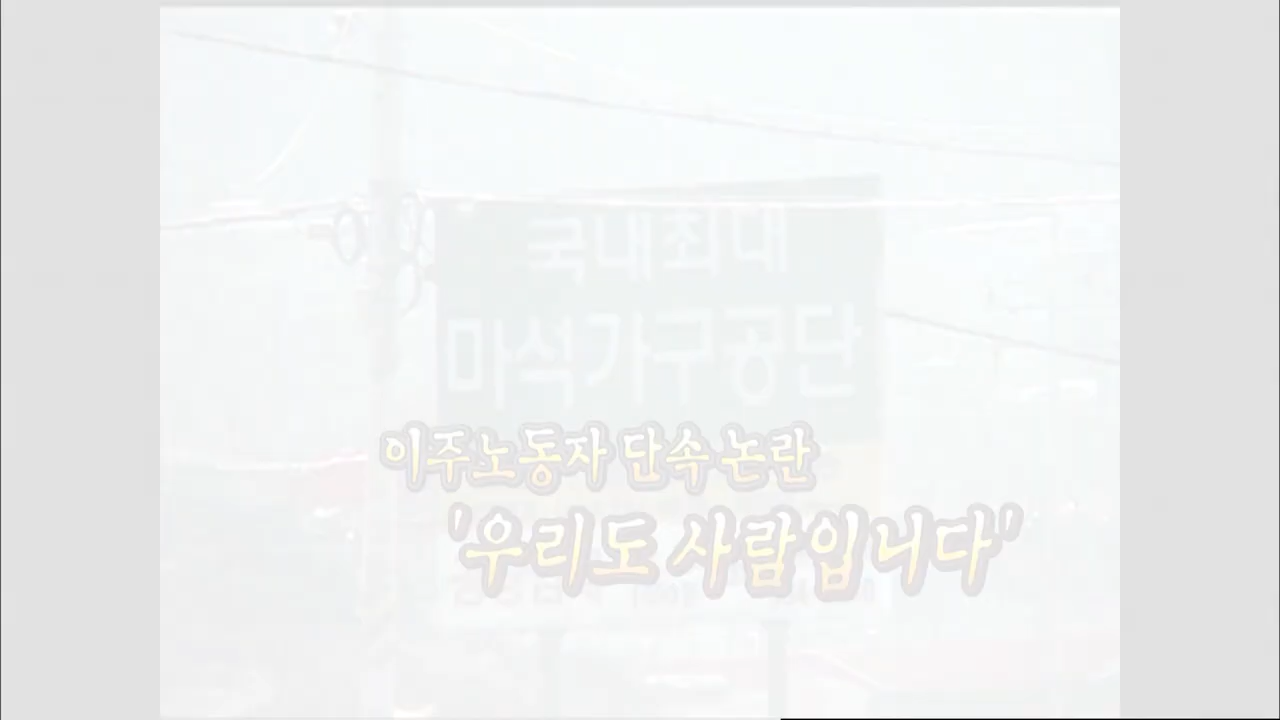 국내최대
미석가구공단
이주노동자 단속 논란
'우리도 사람입니다'